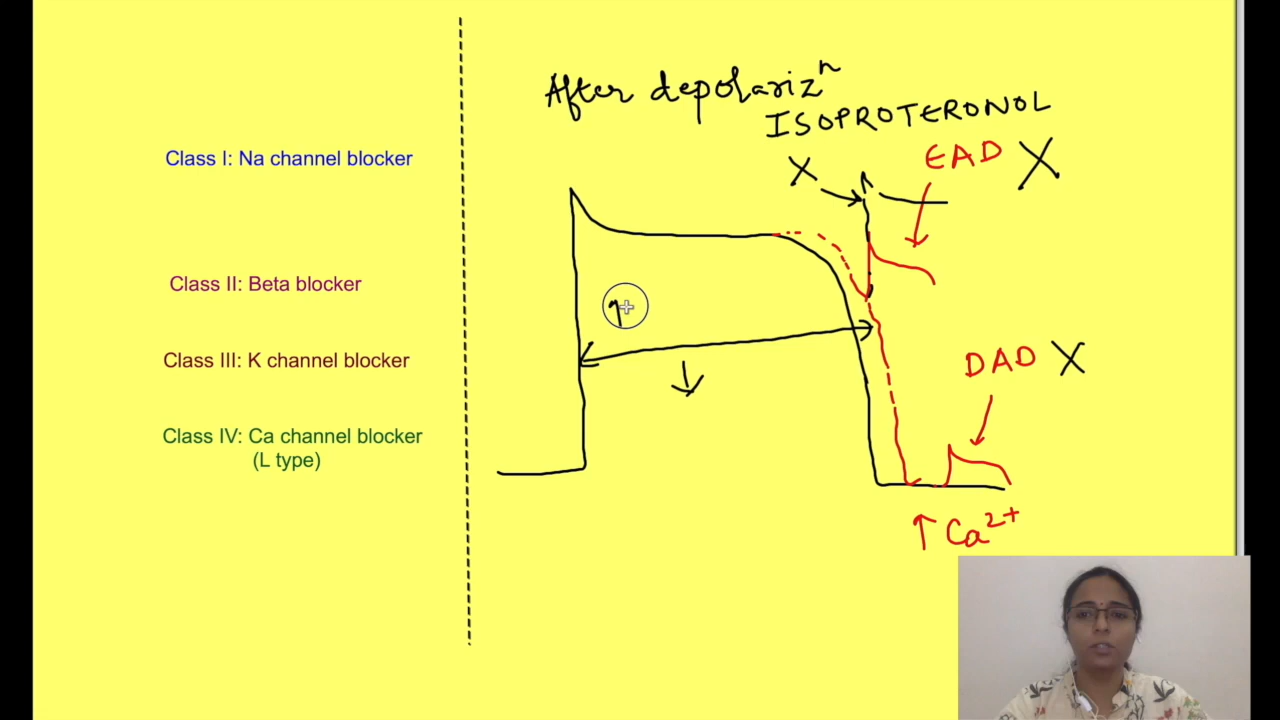 After depolarizn
ISOPROTERONOL
Class I: Na channel blocker
X
EAD X
Class II: Beta blocker
Class III: K channel blocker
DAD X
Class IV: Ca channel blocker
(L type)
↑ Ca2+